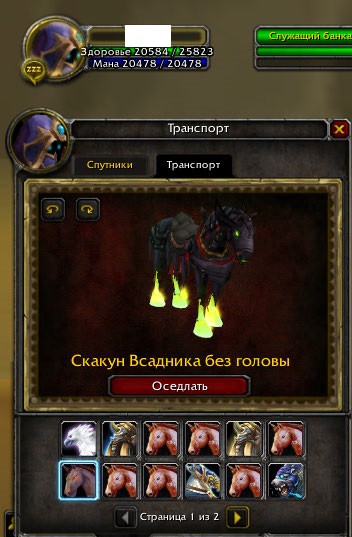 Здоровье 20584 / 25823
Мана 20478 / 20478
Служащий банка
zzz
Транспорт
Спутники
Транспорт
Скакун Всадника без головы
Оседлать
Страница 1 из 2